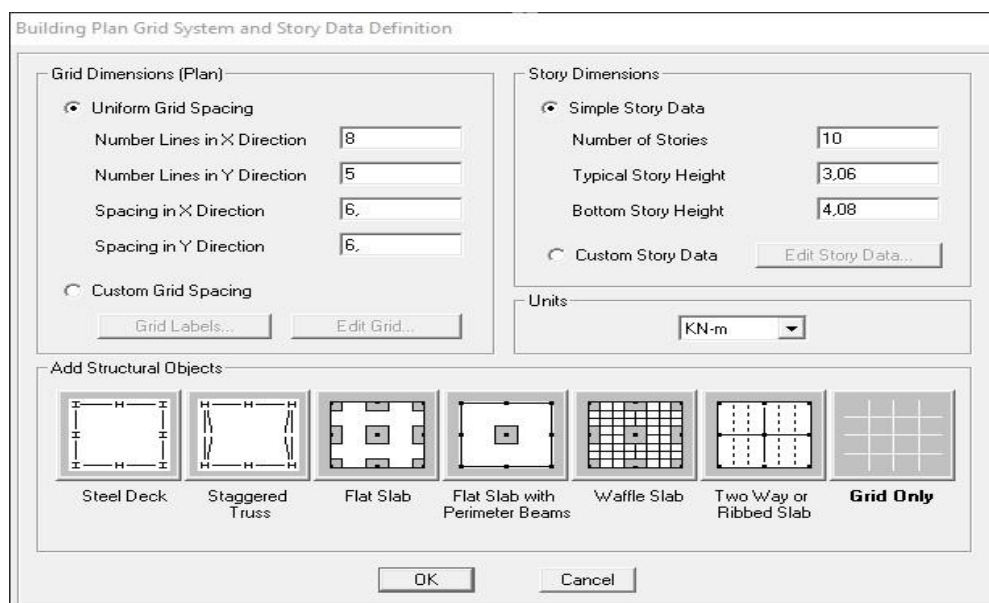 Building Plan Grid System and Story Data Definition
Grid Dimensions (Plan)
Uniform Grid Spacing
Number Lines in X Direction 8
Number Lines in Y Direction 5
Spacing in X Direction 6,
Spacing in Y Direction 6,
Custom Grid Spacing
Grid Labels... Edit Grid...
Story Dimensions
Simple Story Data
Number of Stories 10
Typical Story Height 3,06
Bottom Story Height 4,08
Custom Story Data Edit Story Data...
Units
KN-m
Add Structural Objects
Steel Deck
Staggered
Truss
Flat Slab
Flat Slab with
Perimeter Beams
Waffle Slab
Two Way or
Ribbed Slab
Grid Only
OK Cancel